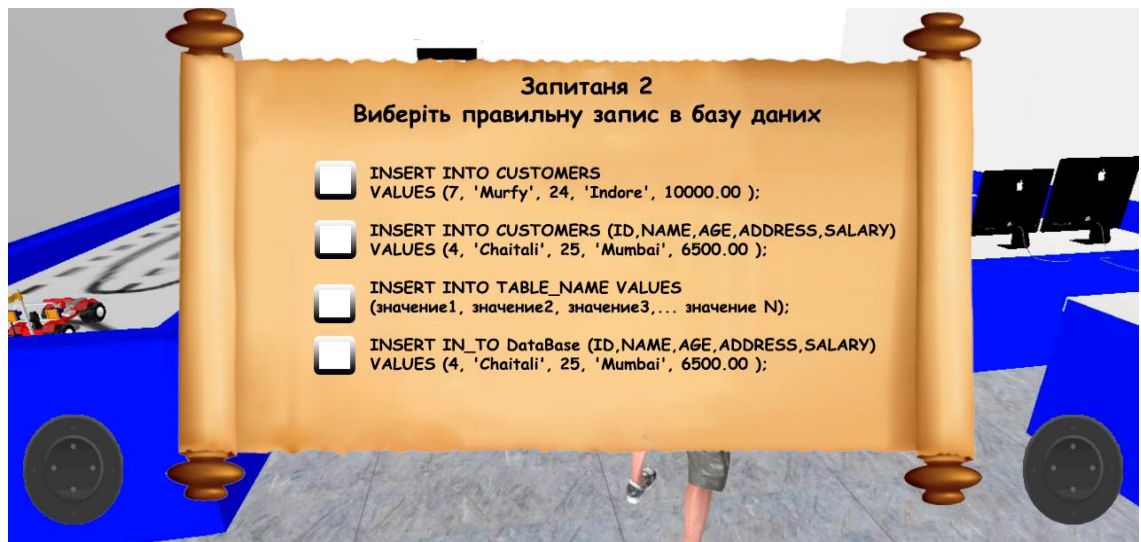 Запитаня 2
Виберіть правильну запис в базу даних
INSERT INTO CUSTOMERS
VALUES (7, 'Murfy', 24, 'Indore', 10000.00 );
INSERT INTO CUSTOMERS (ID,NAME,AGE,ADDRESS,SALARY)
VALUES (4, 'Chaitali', 25, 'Mumbai', 6500.00 );
INSERT INTO TABLE_NAME VALUES
(значение1, значение2, значение3,... значение N);
INSERT IN_TO DataBase (ID,NAME,AGE,ADDRESS,SALARY)
VALUES (4, 'Chaitali', 25, 'Mumbai', 6500.00 );